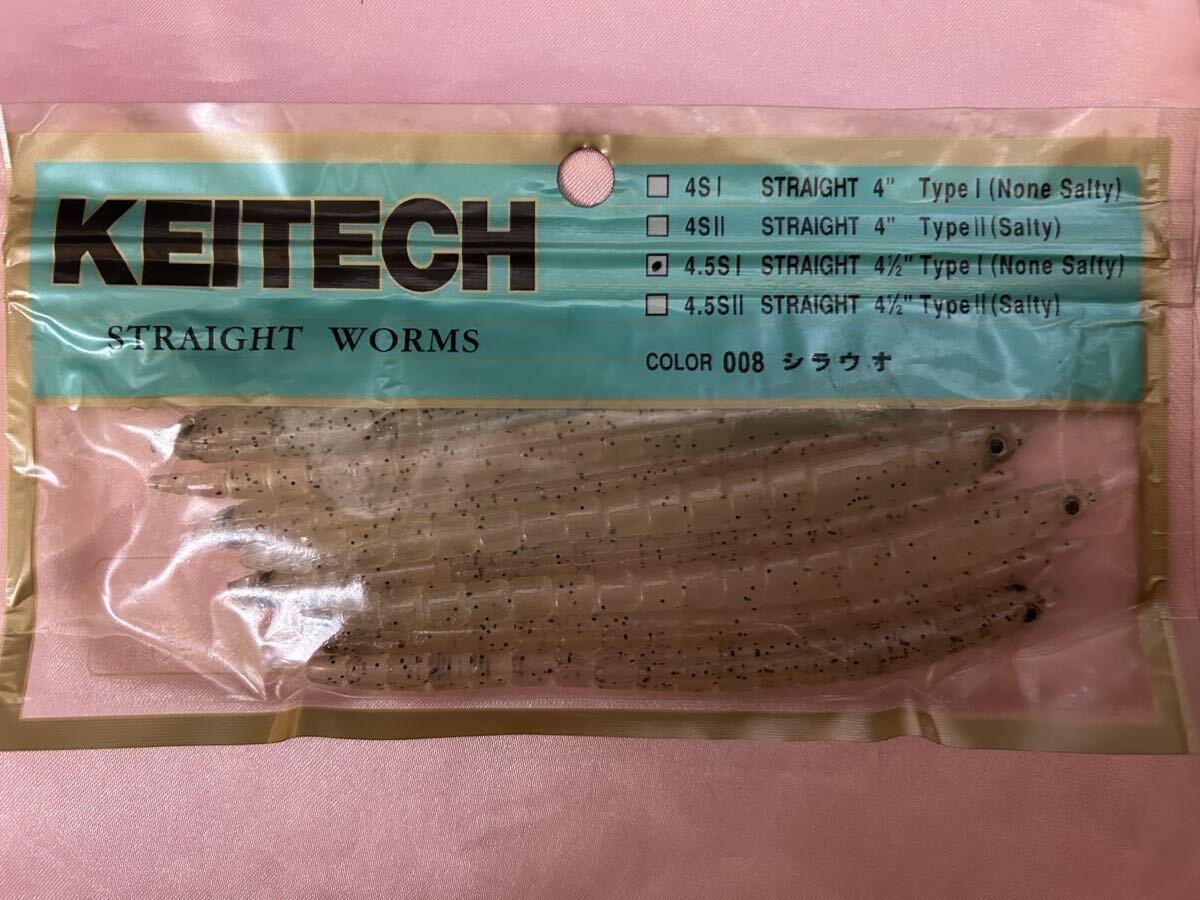 KEITECH
STRAIGHT WORMS
4S I STRAIGHT 4" Type I (None Salty)
4S II STRAIGHT 4" Type II (Salty)
4.5S I STRAIGHT 4½" Type I (None Salty)
4.5S II STRAIGHT 4½" Type II (Salty)
COLOR 008 シラウオ